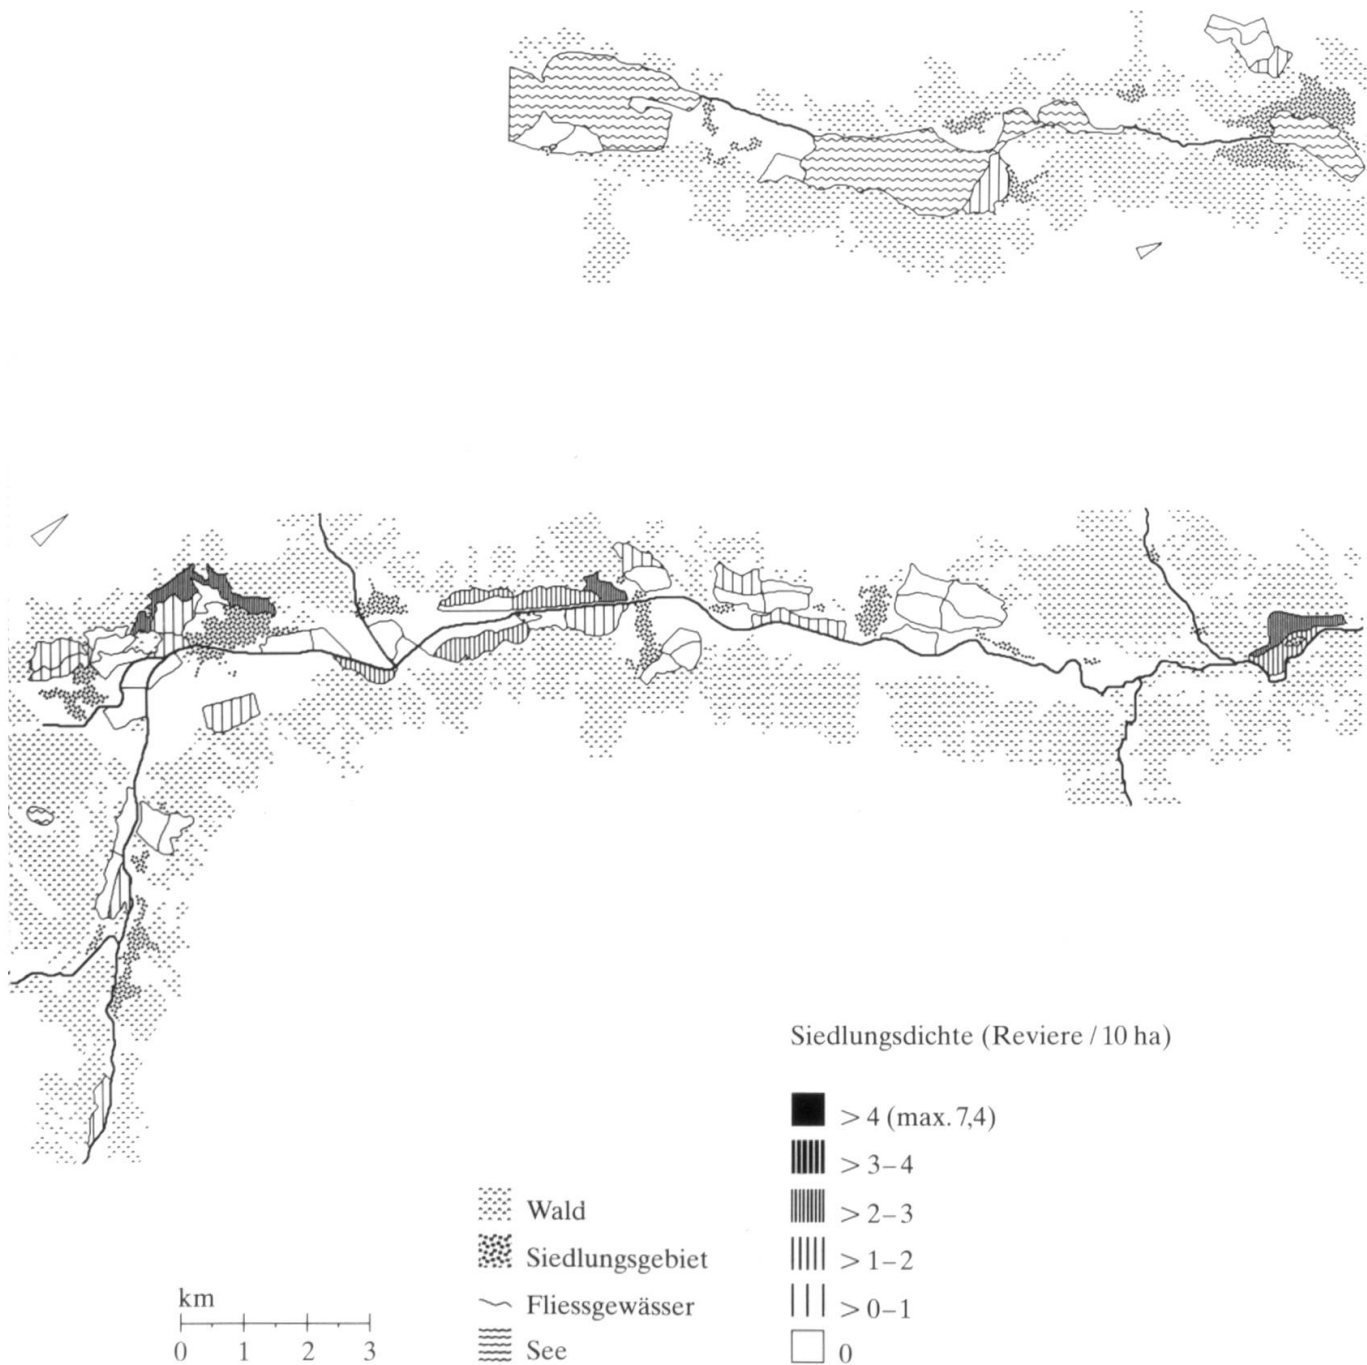 Siedlungsdichte (Reviere / 10 ha)
> 4 (max. 7,4)
> 3–4
> 2–3
> 1–2
> 0–1
0
Wald
Siedlungsgebiet
Fliessgewässer
See
km
0 1 2 3